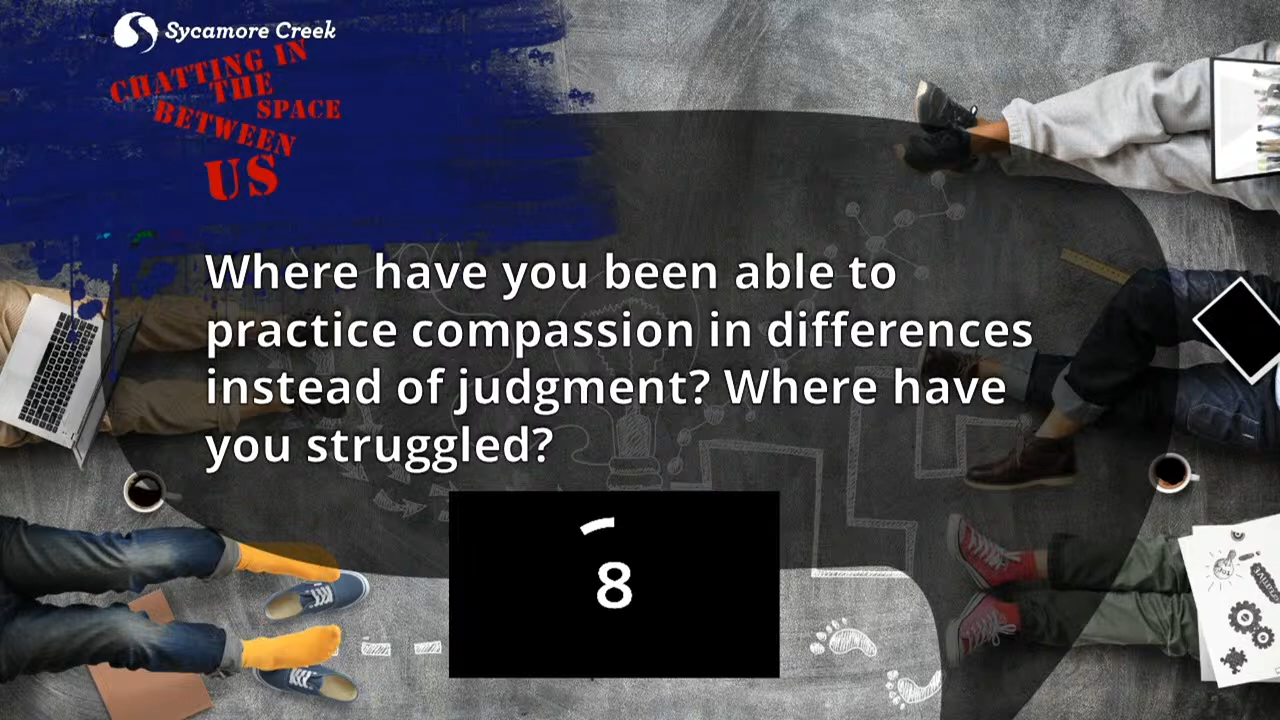 Sycamore Creek
CHATTING IN
THE
SPACE
BETWEEN
US
Where have you been able to
practice compassion in differences
instead of judgment? Where have
you struggled?
8